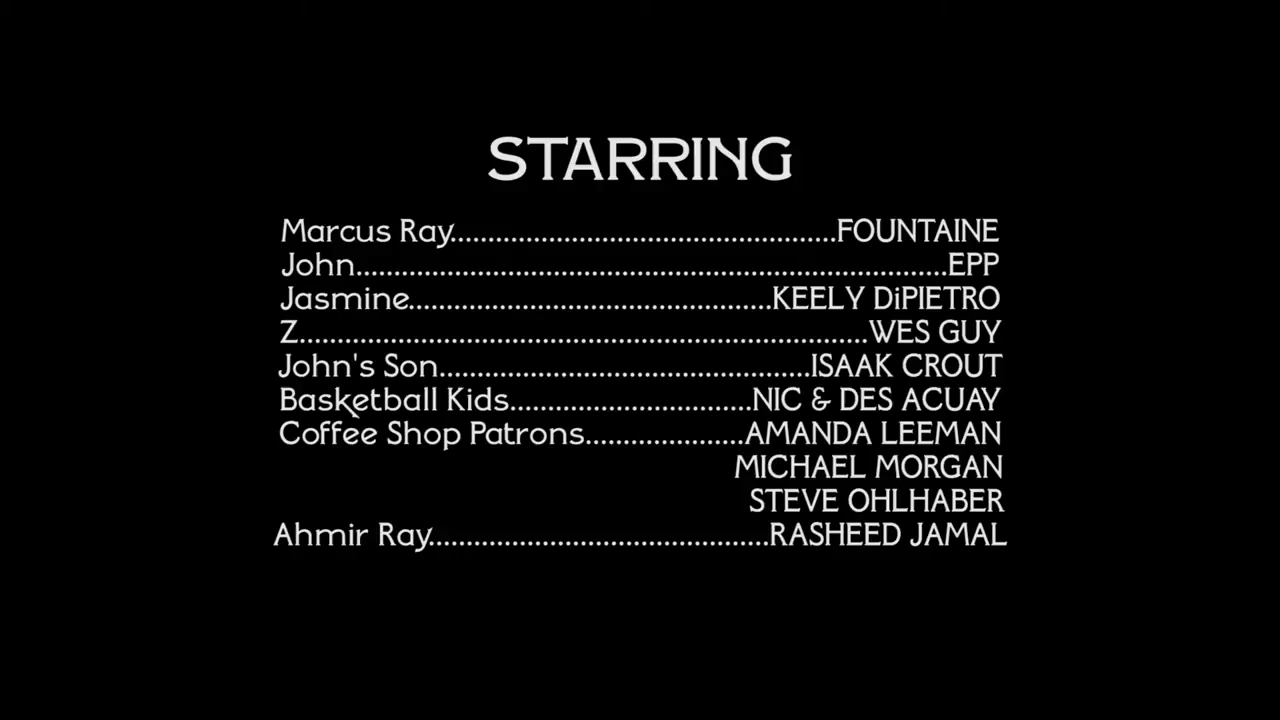 STARRING
Marcus Ray..................................................FOUNTAINE
John.............................................................................EPP
Jasmine...............................................KEELY DiPIETRO
Z..........................................................................WES GUY
John's Son................................................ISAAK CROUT
Basketball Kids...............................NIC & DES ACUAY
Coffee Shop Patrons.....................AMANDA LEEMAN
MICHAEL MORGAN
STEVE OHLHABER
Ahmir Ray............................................RASHEED JAMAL